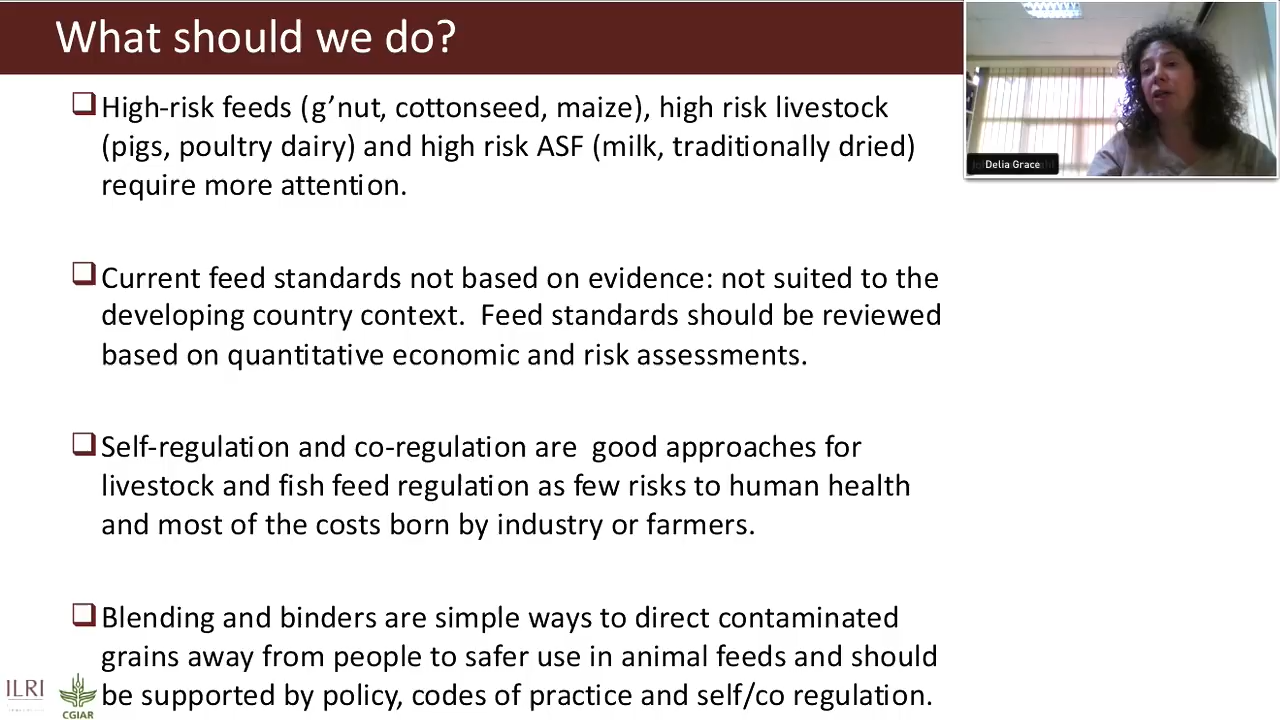 What should we do?
Delia Grace
High-risk feeds (g’nut, cottonseed, maize), high risk livestock
(pigs, poultry dairy) and high risk ASF (milk, traditionally dried)
require more attention.
Current feed standards not based on evidence: not suited to the
developing country context.  Feed standards should be reviewed
based on quantitative economic and risk assessments.
Self-regulation and co-regulation are  good approaches for
livestock and fish feed regulation as few risks to human health
and most of the costs born by industry or farmers.
Blending and binders are simple ways to direct contaminated
grains away from people to safer use in animal feeds and should
be supported by policy, codes of practice and self/co regulation.
ILRI
CGIAR